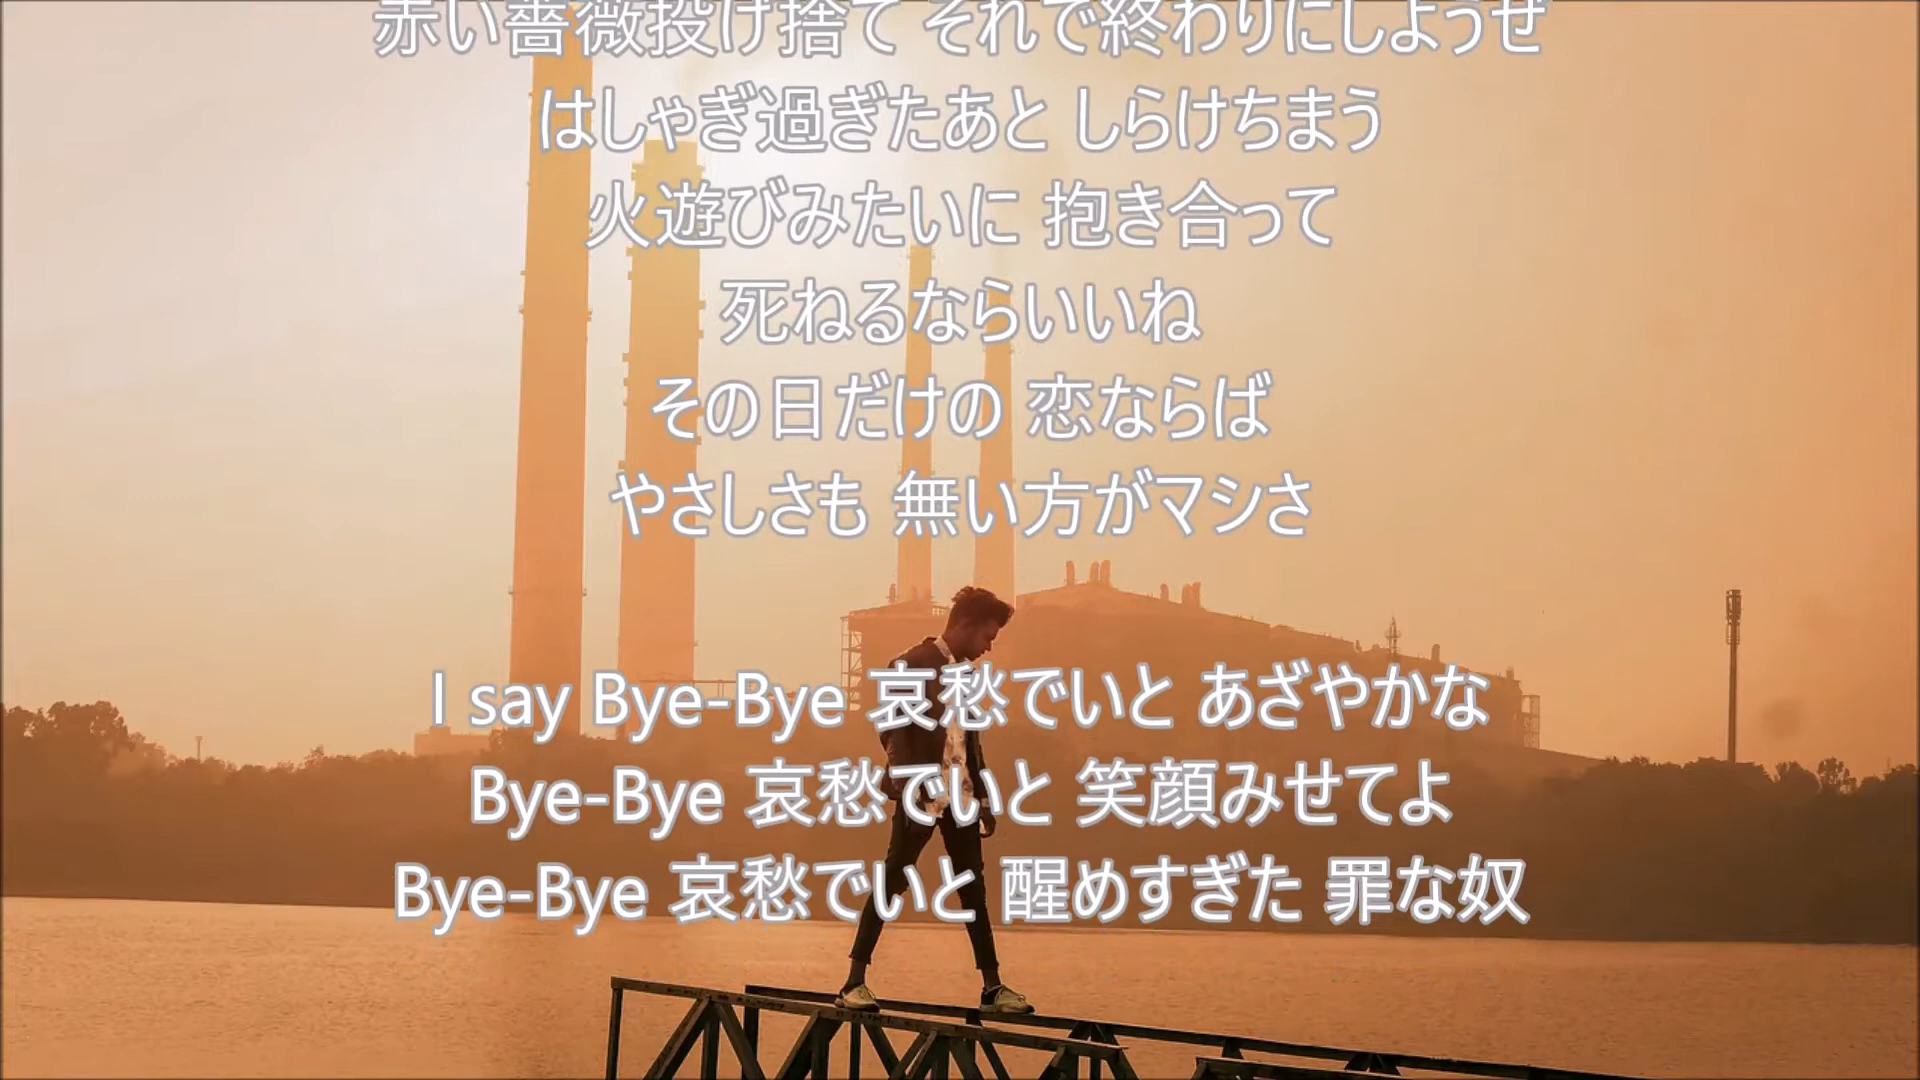 赤い薔薇投げ捨て それで終わりにしようぜ
はしゃぎ過ぎたあと しらけちまう
火遊びみたいに 抱き合って
死ねるならいいね
その日だけの 恋ならば
やさしさも 無い方がマシさ
I say Bye-Bye 哀愁でいと あざやかな
Bye-Bye 哀愁でいと 笑顔みせてよ
Bye-Bye 哀愁でいと 醒めすぎた 罪な奴